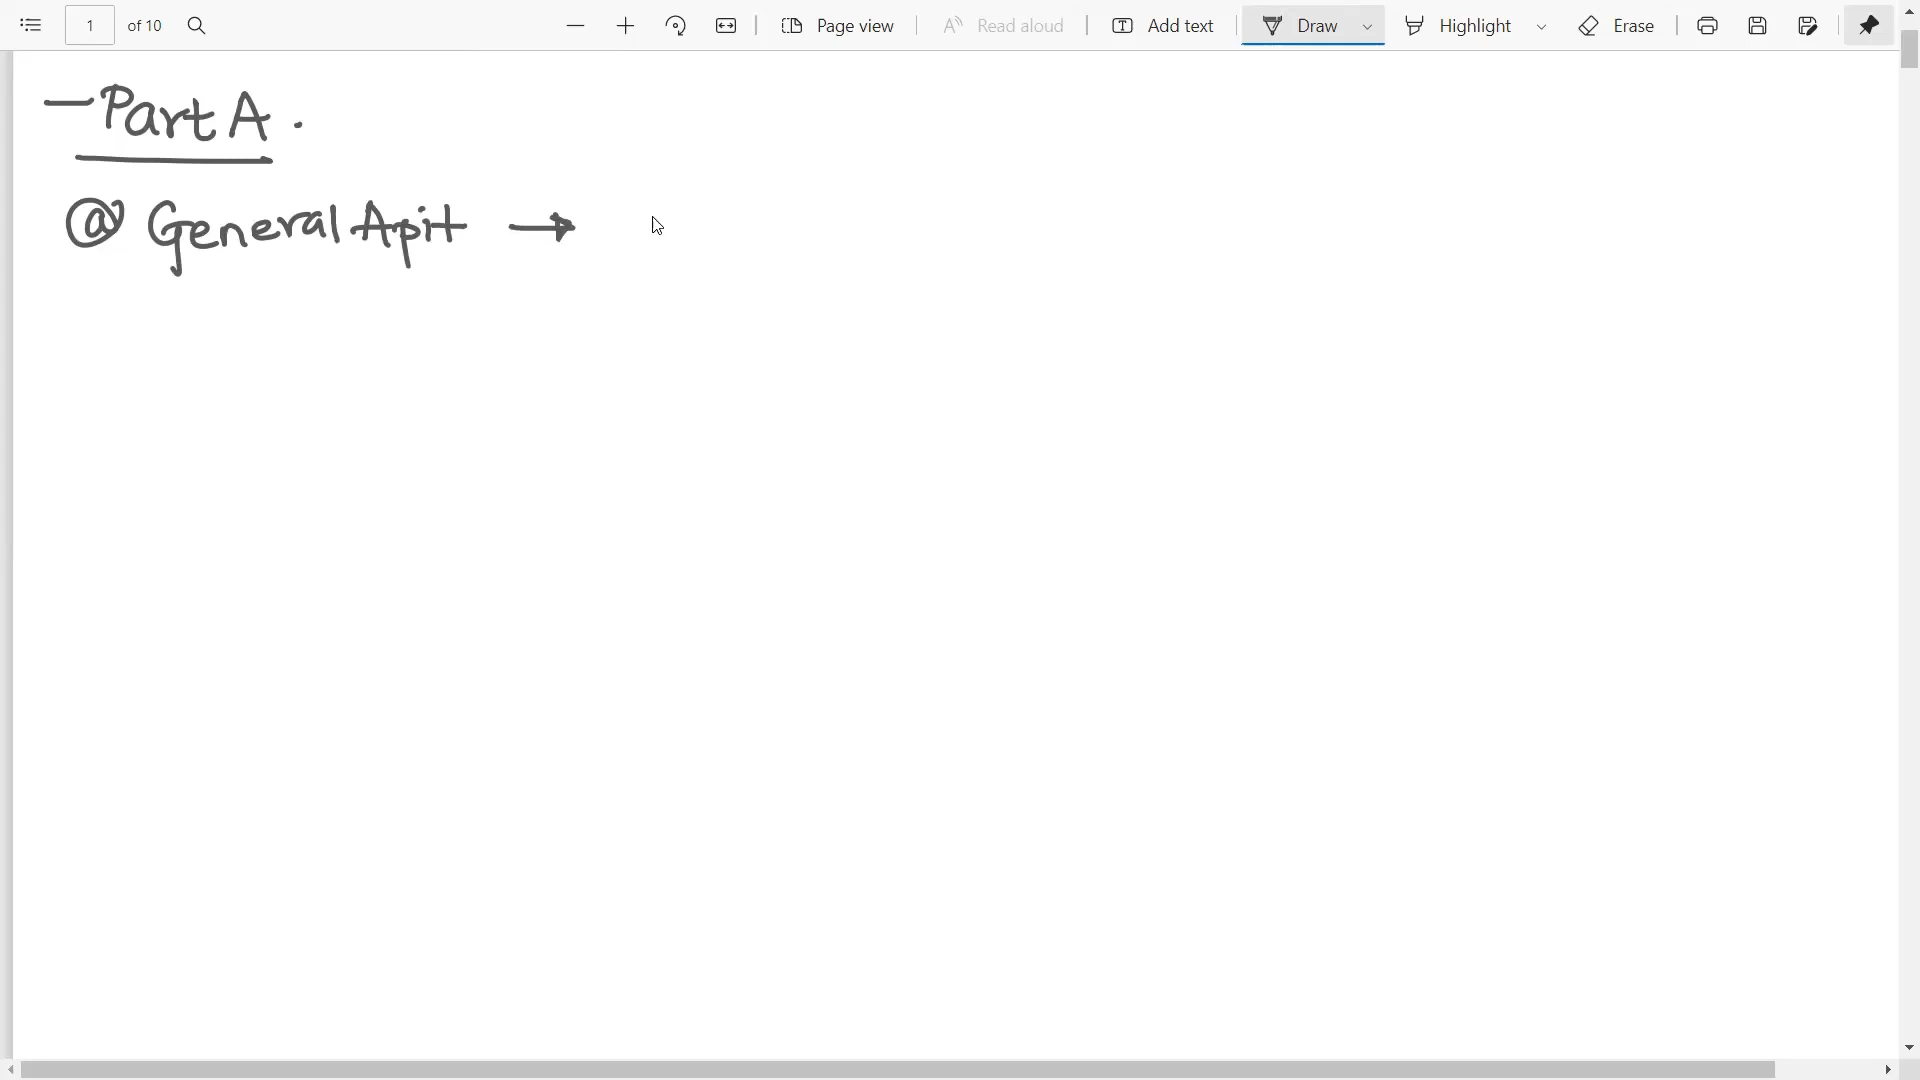 1 of 10 Page view Read aloud Add text Draw Highlight Erase
— Part A .
ⓐ General Apit →